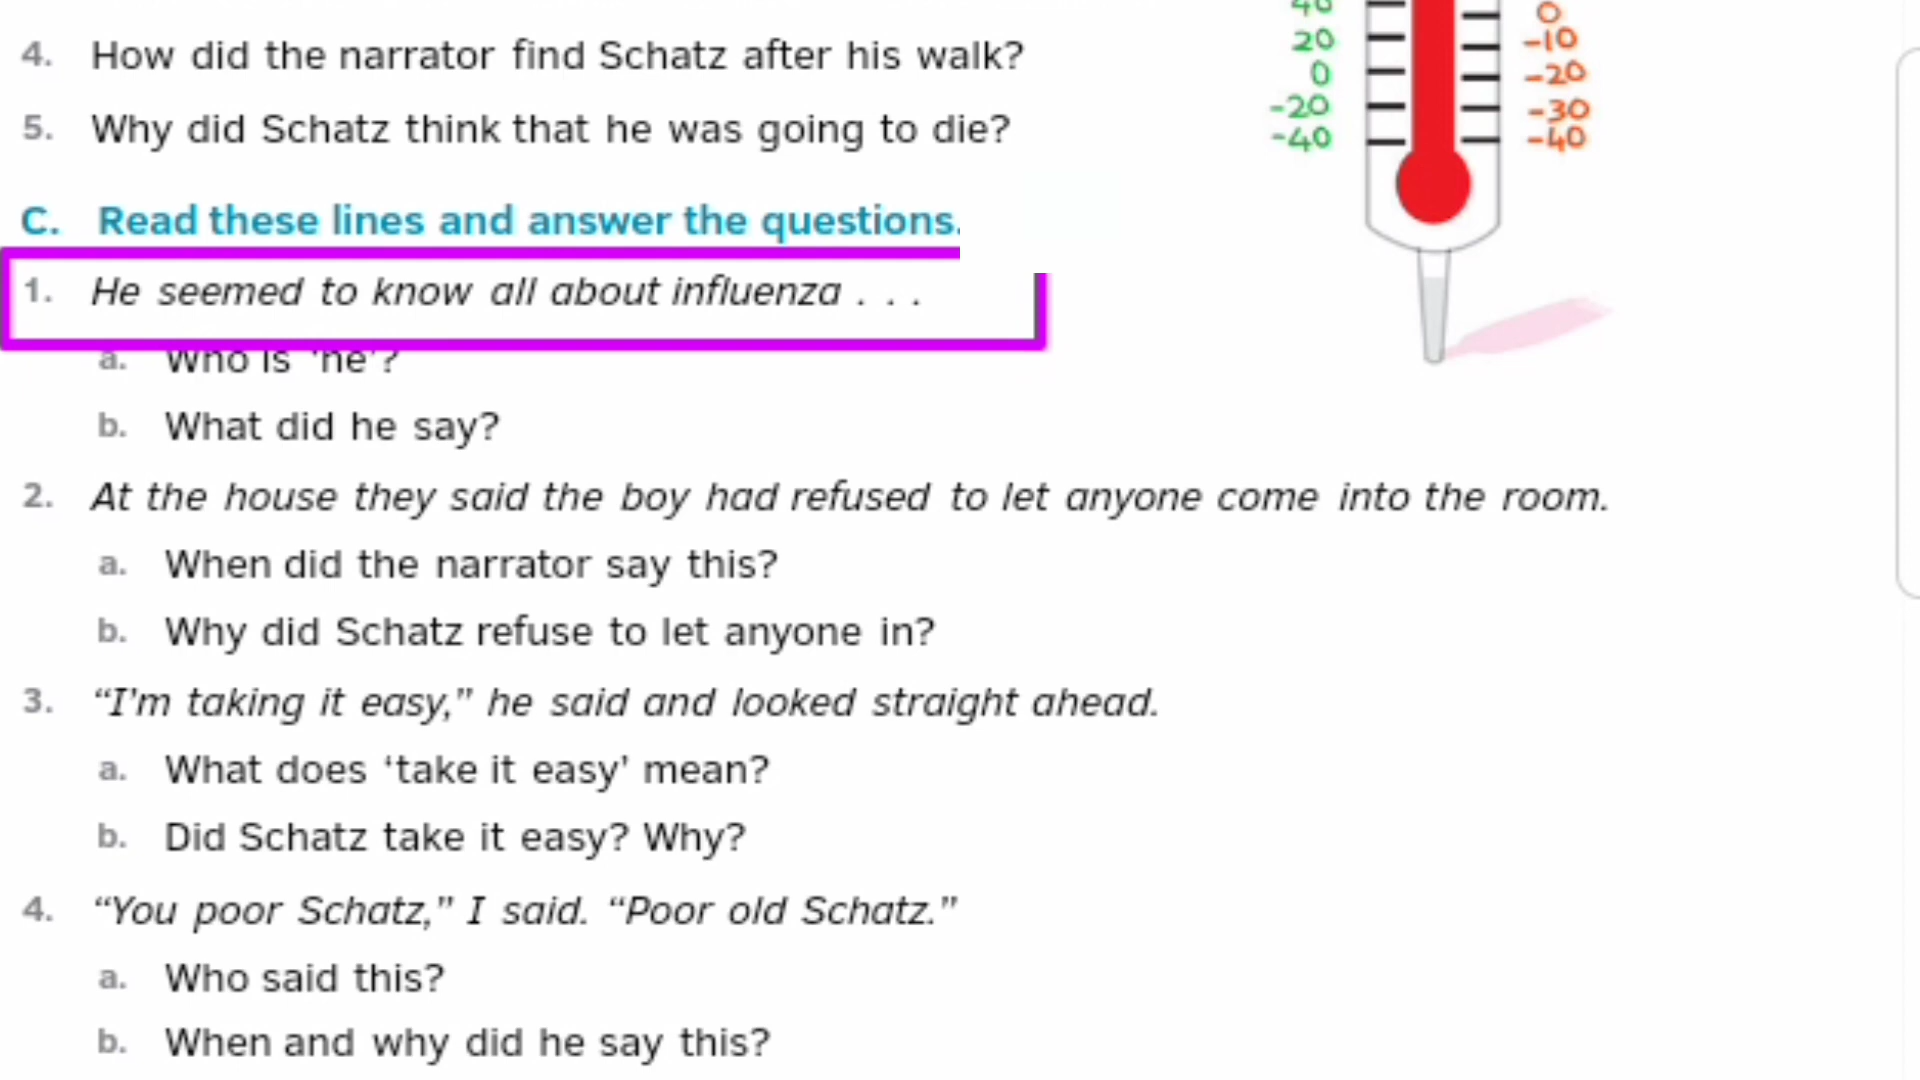 40
0
4. How did the narrator find Schatz after his walk?
20
-10
0
-20
5. Why did Schatz think that he was going to die?
-20
-30
-40
-40
C. Read these lines and answer the questions.
1. He seemed to know all about influenza . . .
a. Who is ‘he’?
b. What did he say?
2. At the house they said the boy had refused to let anyone come into the room.
a. When did the narrator say this?
b. Why did Schatz refuse to let anyone in?
3. “I’m taking it easy,” he said and looked straight ahead.
a. What does ‘take it easy’ mean?
b. Did Schatz take it easy? Why?
4. “You poor Schatz,” I said. “Poor old Schatz.”
a. Who said this?
b. When and why did he say this?